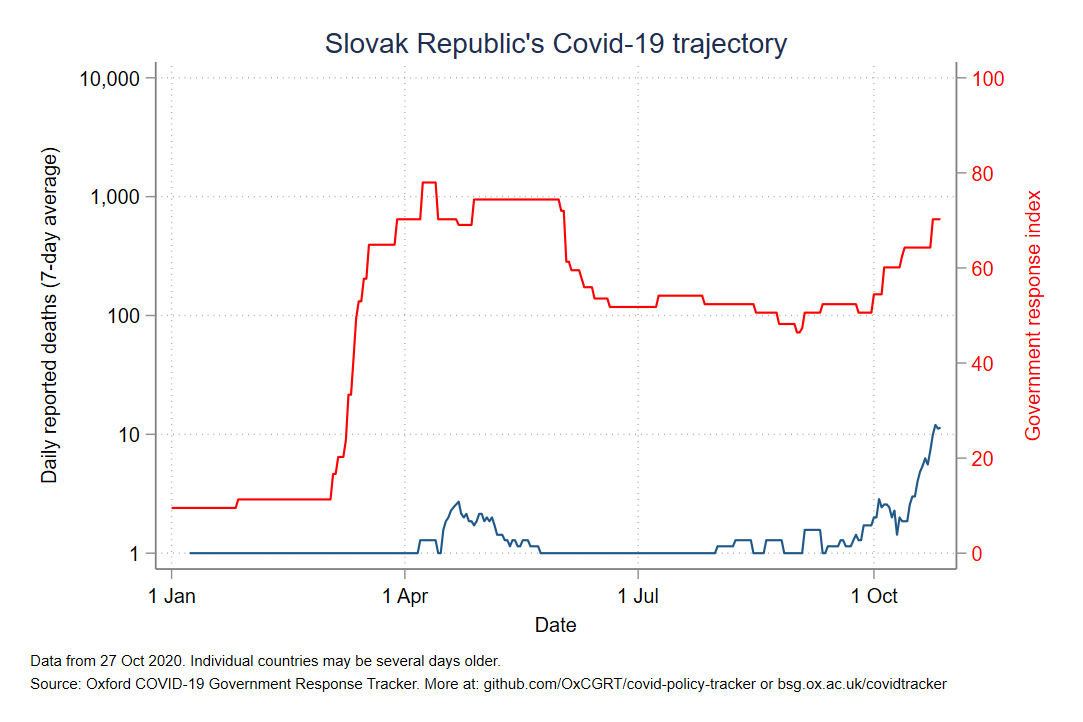 Slovak Republic's Covid-19 trajectory
10,000
1,000
100
10
1
Daily reported deaths (7-day average)
100
80
60
40
20
0
Government response index
1 Jan
1 Apr
1 Jul
1 Oct
Date
Data from 27 Oct 2020. Individual countries may be several days older.
Source: Oxford COVID-19 Government Response Tracker. More at: github.com/OxCGRT/covid-policy-tracker or bsg.ox.ac.uk/covidtracker